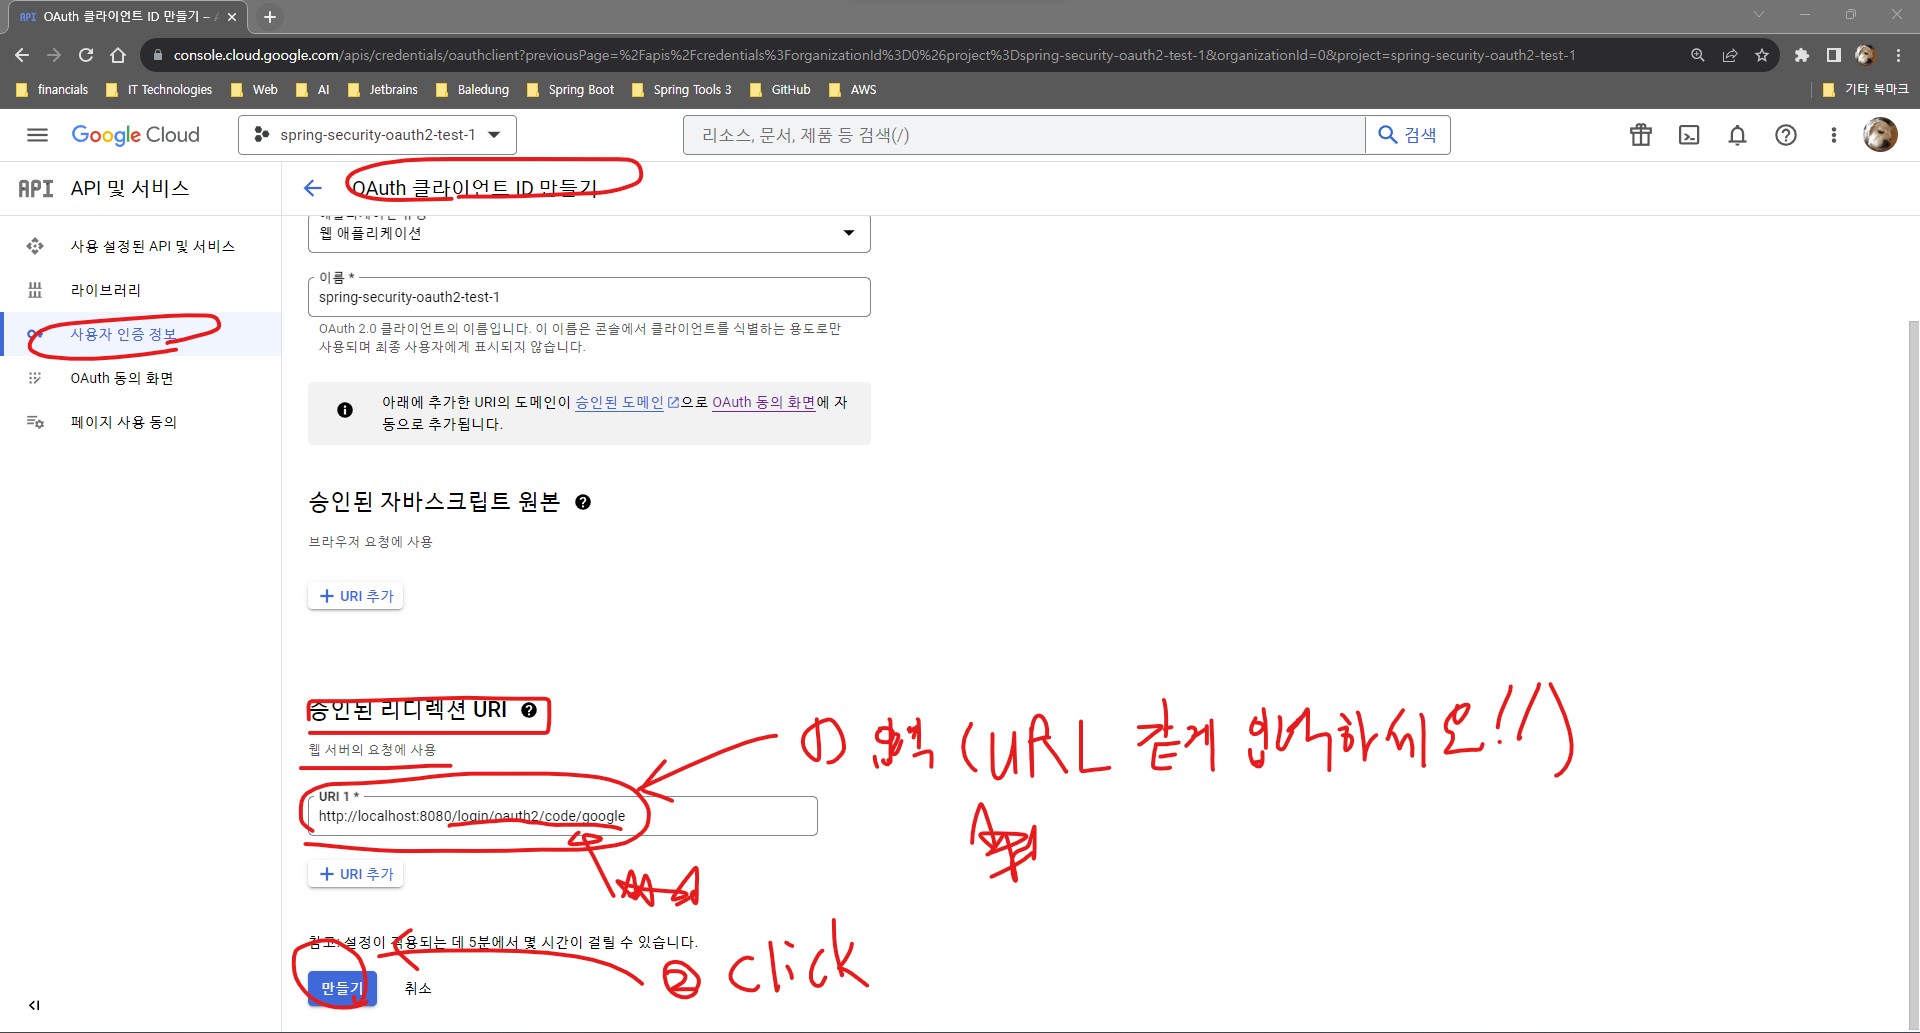 OAuth 클라이언트 ID 만들기 – A
console.cloud.google.com/apis/credentials/oauthclient?previousPage=%2Fapis%2Fcredentials%3ForganizationId%3D0%26project%3Dspring-security-oauth2-test-1&organizationId=0&project=spring-security-oauth2-test-1
financials IT Technologies Web AI Jetbrains Baledung Spring Boot Spring Tools 3 GitHub AWS 기타 북마크
Google Cloud spring-security-oauth2-test-1 리소스, 문서, 제품 등 검색(/) 검색
API API 및 서비스
OAuth 클라이언트 ID 만들기
사용 설정된 API 및 서비스
라이브러리
사용자 인증 정보
OAuth 동의 화면
페이지 사용 동의
웹 애플리케이션
이름 *
spring-security-oauth2-test-1
OAuth 2.0 클라이언트의 이름입니다. 이 이름은 콘솔에서 클라이언트를 식별하는 용도로만
사용되며 최종 사용자에게 표시되지 않습니다.
아래에 추가한 URI의 도메인이 승인된 도메인으로 OAuth 동의 화면에 자
동으로 추가됩니다.
승인된 자바스크립트 원본
브라우저 요청에 사용
+ URI 추가
승인된 리디렉션 URI
웹 서버의 요청에 사용
① 입력 (URL 같게 입력하세요!!)
URI 1 *
http://localhost:8080/login/oauth2/code/google
+ URI 추가
참고: 설정이 적용되는 데 5분에서 몇 시간이 걸릴 수 있습니다.
② click
만들기 취소